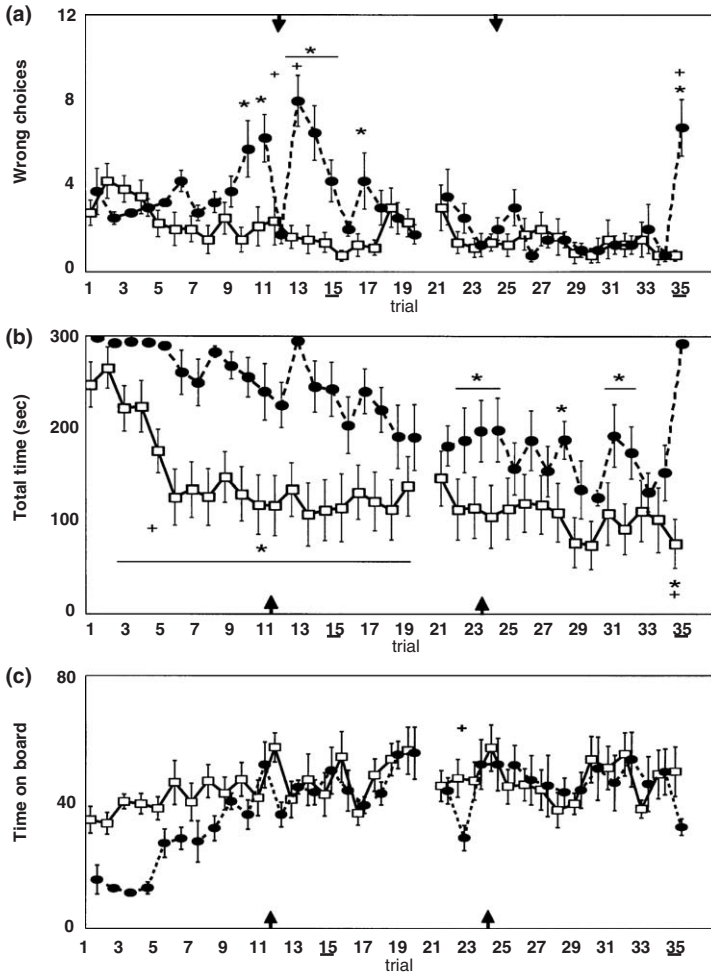 (a)
12
8
4
0
Wrong choices
* * + + * * + *
1 3 5 7 9 11 13 15 17 19 21 23 25 27 29 31 33 35
trial
(b)
300
200
100
0
Total time (sec)
* * *
+ * * +
1 3 5 7 9 11 13 15 17 19 21 23 25 27 29 31 33 35
trial
(c)
80
40
0
Time on board
+
1 3 5 7 9 11 13 15 17 19 21 23 25 27 29 31 33 35
trial